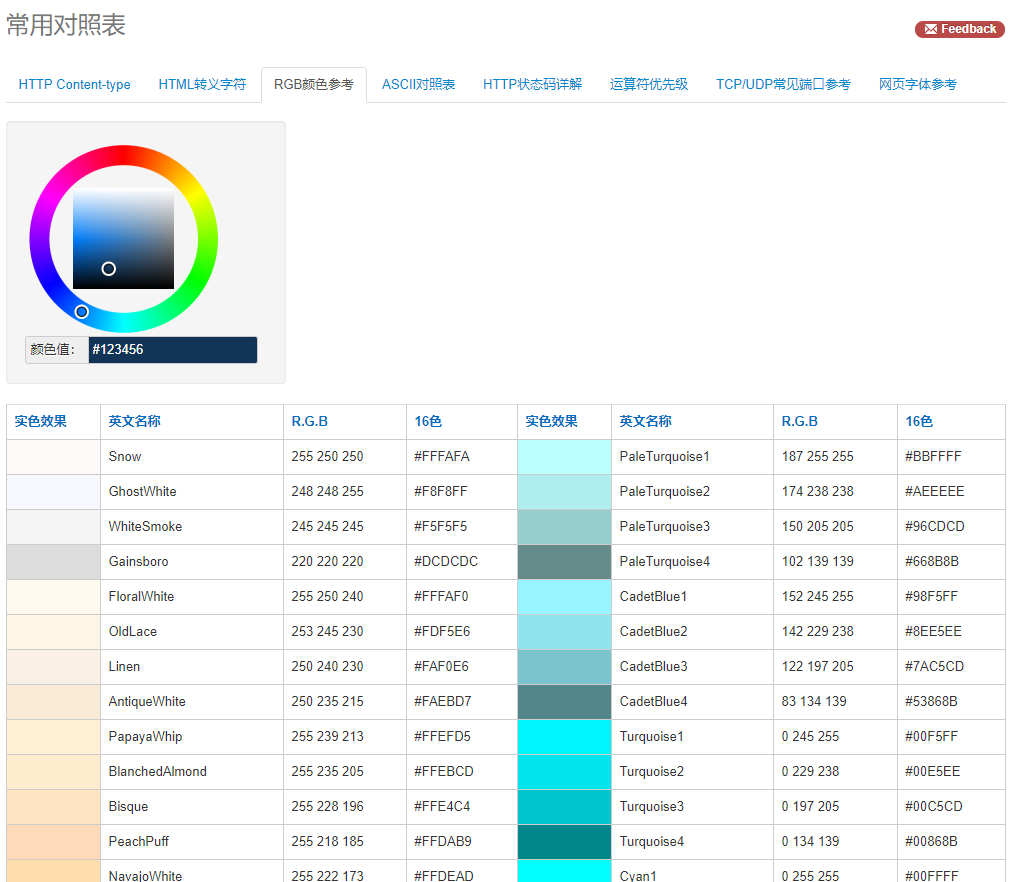 常用对照表
Feedback
HTTP Content-type HTML转义字符 RGB颜色参考 ASCII对照表 HTTP状态码详解 运算符优先级 TCP/UDP常见端口参考 网页字体参考
颜色值： #123456
实色效果 英文名称 R.G.B 16色 实色效果 英文名称 R.G.B 16色
Snow 255 250 250 #FFFAFA PaleTurquoise1 187 255 255 #BBFFFF
GhostWhite 248 248 255 #F8F8FF PaleTurquoise2 174 238 238 #AEEEEE
WhiteSmoke 245 245 245 #F5F5F5 PaleTurquoise3 150 205 205 #96CDCD
Gainsboro 220 220 220 #DCDCDC PaleTurquoise4 102 139 139 #668B8B
FloralWhite 255 250 240 #FFFAF0 CadetBlue1 152 245 255 #98F5FF
OldLace 253 245 230 #FDF5E6 CadetBlue2 142 229 238 #8EE5EE
Linen 250 240 230 #FAF0E6 CadetBlue3 122 197 205 #7AC5CD
AntiqueWhite 250 235 215 #FAEBD7 CadetBlue4 83 134 139 #53868B
PapayaWhip 255 239 213 #FFEFD5 Turquoise1 0 245 255 #00F5FF
BlanchedAlmond 255 235 205 #FFEBCD Turquoise2 0 229 238 #00E5EE
Bisque 255 228 196 #FFE4C4 Turquoise3 0 197 205 #00C5CD
PeachPuff 255 218 185 #FFDAB9 Turquoise4 0 134 139 #00868B
NavajoWhite 255 222 173 #FFDEAD Cyan1 0 255 255 #00FFFF